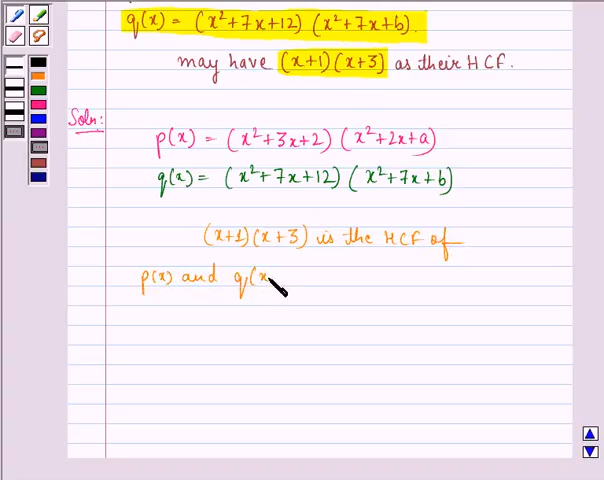 q(x) = (x²+7x+12) (x²+7x+b).
may have (x+1)(x+3) as their HCF.
Soln:
p(x) = (x²+3x+2) (x²+2x+a)
q(x) = (x²+7x+12) (x²+7x+b)
(x+1)(x+3) is the HCF of
p(x) and q(x